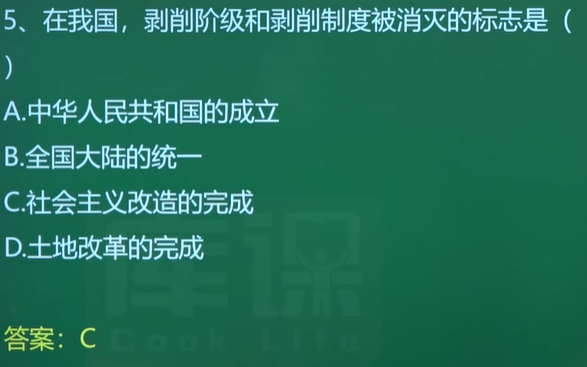 5、在我国，剥削阶级和剥削制度被消灭的标志是（
）
A.中华人民共和国的成立
B.全国大陆的统一
C.社会主义改造的完成
D.土地改革的完成
库课
Cook Life
答案：C